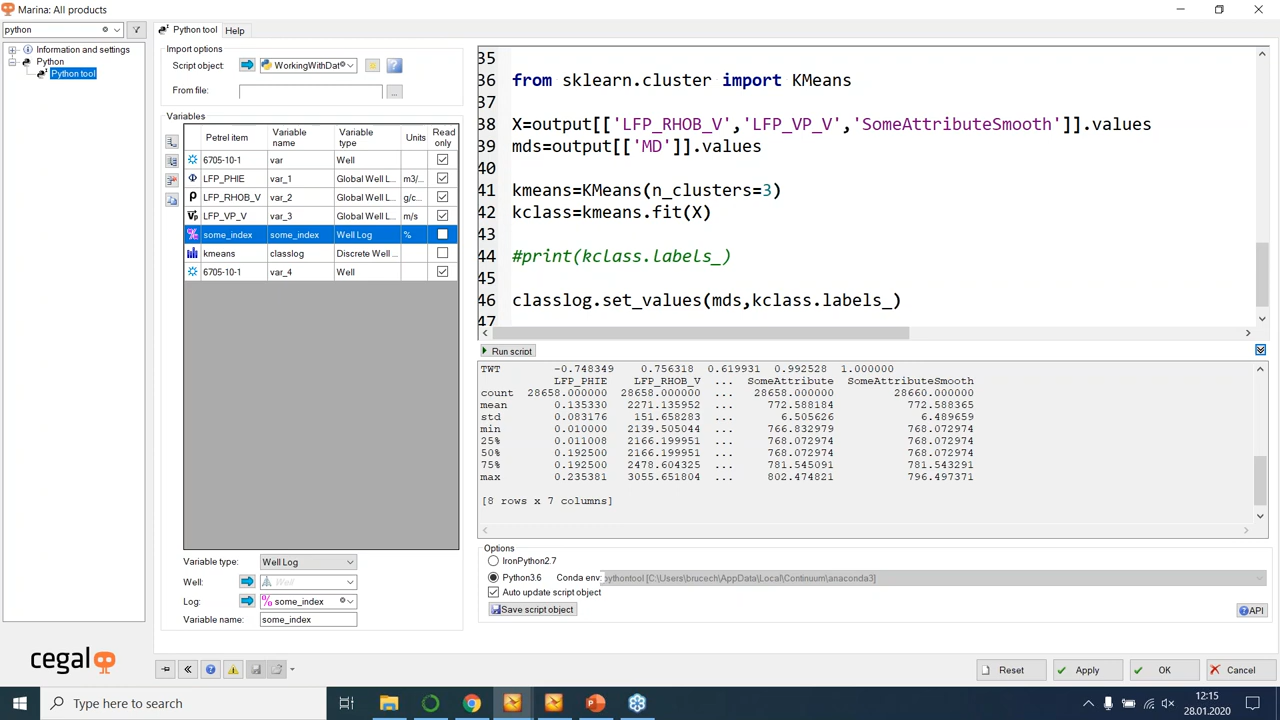 Marina: All products
python
Information and settings
Python
Python tool
Python tool
Help
Import options
Script object:
WorkingWithDat
From file:
...
Variables
Petrel item
Variable name
Variable type
Units
Read only
6705-10-1 var Well
LFP_PHIE var_1 Global Well L... m3/...
LFP_RHOB_V var_2 Global Well L... g/c...
LFP_VP_V var_3 Global Well L... m/s
some_index some_index Well Log %
kmeans classlog Discrete Well ...
6705-10-1 var_4 Well
Variable type: Well Log
Well: Well
Log: some_index
Variable name: some_index
35
36 from sklearn.cluster import KMeans
37
38 X=output[['LFP_RHOB_V','LFP_VP_V','SomeAttributeSmooth']].values
39 mds=output[['MD']].values
40
41 kmeans=KMeans(n_clusters=3)
42 kclass=kmeans.fit(X)
43
44 #print(kclass.labels_)
45
46 classlog.set_values(mds,kclass.labels_)
47
Run script
TWT -0.748349 0.756318 0.619931 0.992528 1.000000
LFP_PHIE LFP_RHOB_V ... SomeAttribute SomeAttributeSmooth
count 28658.000000 28658.000000 ... 28658.000000 28660.000000
mean 0.135330 2271.135952 ... 772.588184 772.588365
std 0.083176 151.658283 ... 6.505626 6.489659
min 0.010000 2139.505044 ... 766.832979 768.072974
25% 0.011008 2166.199951 ... 768.072974 768.072974
50% 0.192500 2166.199951 ... 768.072974 768.072974
75% 0.192500 2478.604325 ... 781.545091 781.543291
max 0.235381 3055.651804 ... 802.474821 796.497371
[8 rows x 7 columns]
Options
IronPython2.7
Python3.6 Conda env: pythontool [C:\Users\brucech\AppData\Local\Continuum\anaconda3]
Auto update script object
Save script object
API
cegal
Reset
Apply
OK
Cancel
Type here to search
12:15
28.01.2020